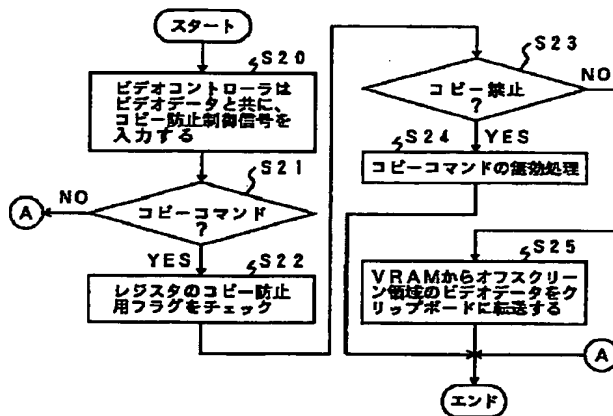 スタート
S20
ビデオコントローラは
ビデオデータと共に、
コピー防止制御信号を
入力する
S21
NO
A
コピーコマンド
?
YES
S22
レジスタのコピー防止
用フラグをチェック
S23
NO
コピー禁止
?
S24
YES
コピーコマンドの無効処理
S25
VRAMからオフスクリー
ン領域のビデオデータをク
リップボードに転送する
A
エンド